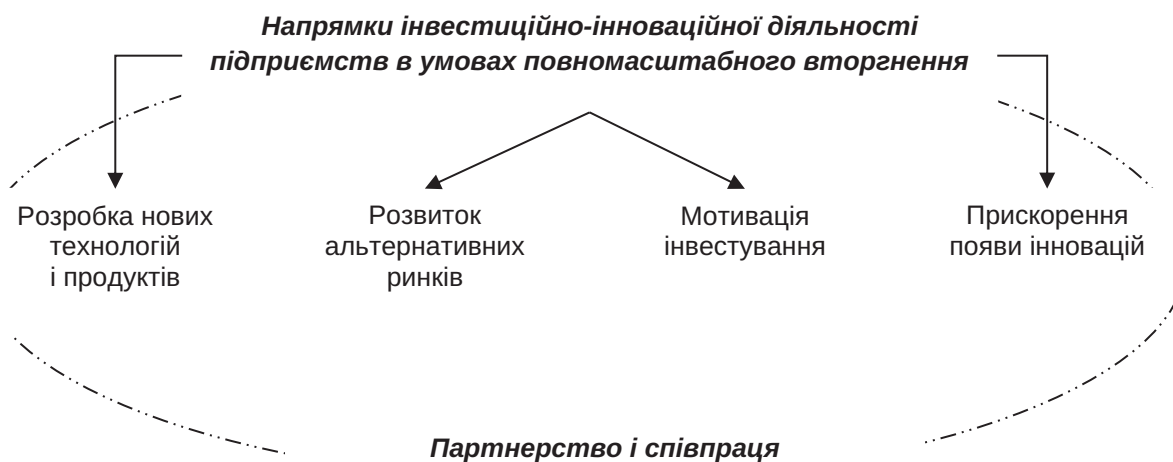 Напрямки інвестиційно-інноваційної діяльності
підприємств в умовах повномасштабного вторгнення
Розробка нових
технологій
і продуктів
Розвиток
альтернативних
ринків
Мотивація
інвестування
Прискорення
появи інновацій
Партнерство і співпраця